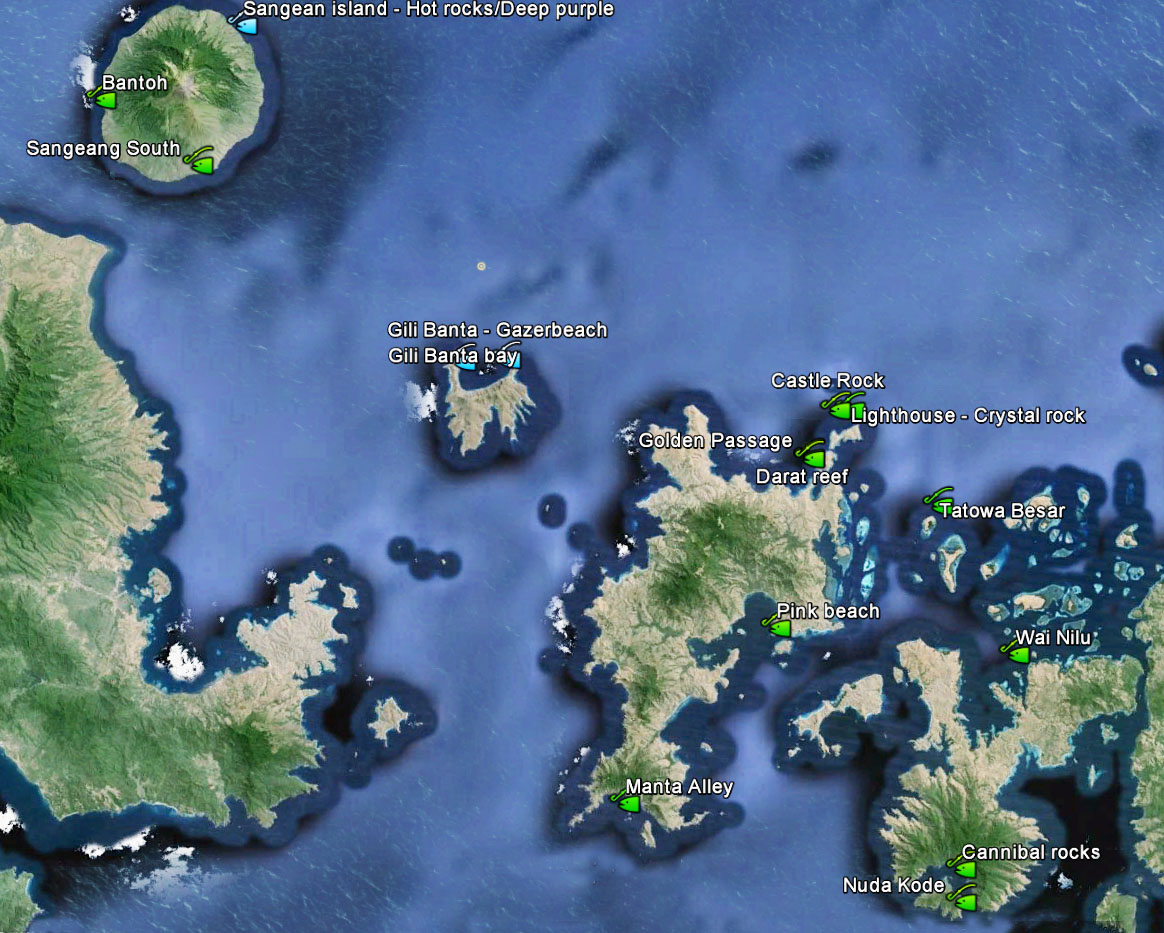 Sangean island - Hot rocks/Deep purple
Bantoh
Sangeang South
Gili Banta - Gazerbeach
Gili Banta bay
Castle Rock
Lighthouse - Crystal rock
Golden Passage
Darat reef
Tatowa Besar
Pink beach
Wai Nilu
Manta Alley
Cannibal rocks
Nuda Kode